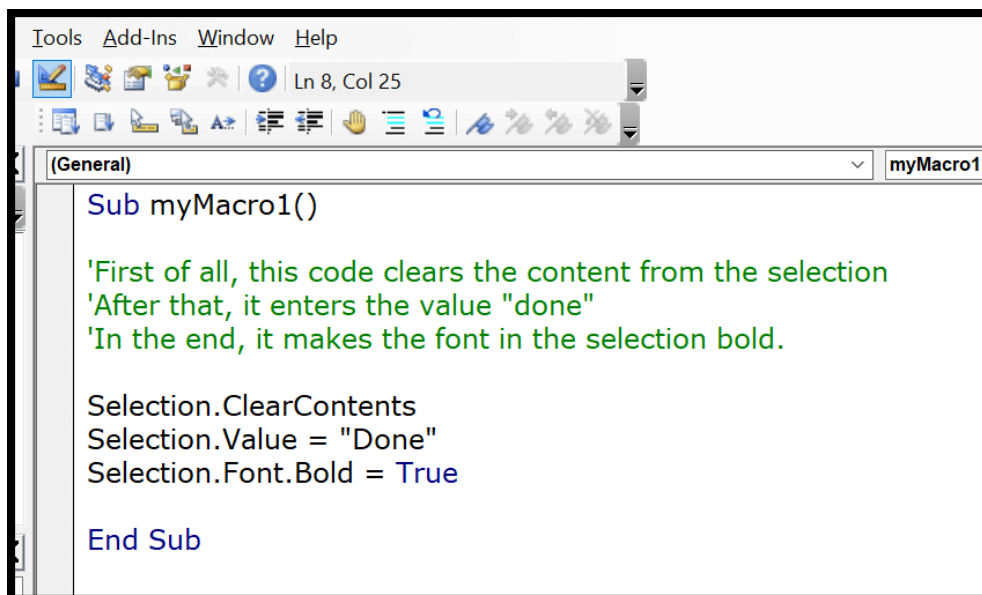 Tools Add-Ins Window Help
Ln 8, Col 25
(General) myMacro1
Sub myMacro1()
'First of all, this code clears the content from the selection
'After that, it enters the value "done"
'In the end, it makes the font in the selection bold.
Selection.ClearContents
Selection.Value = "Done"
Selection.Font.Bold = True
End Sub